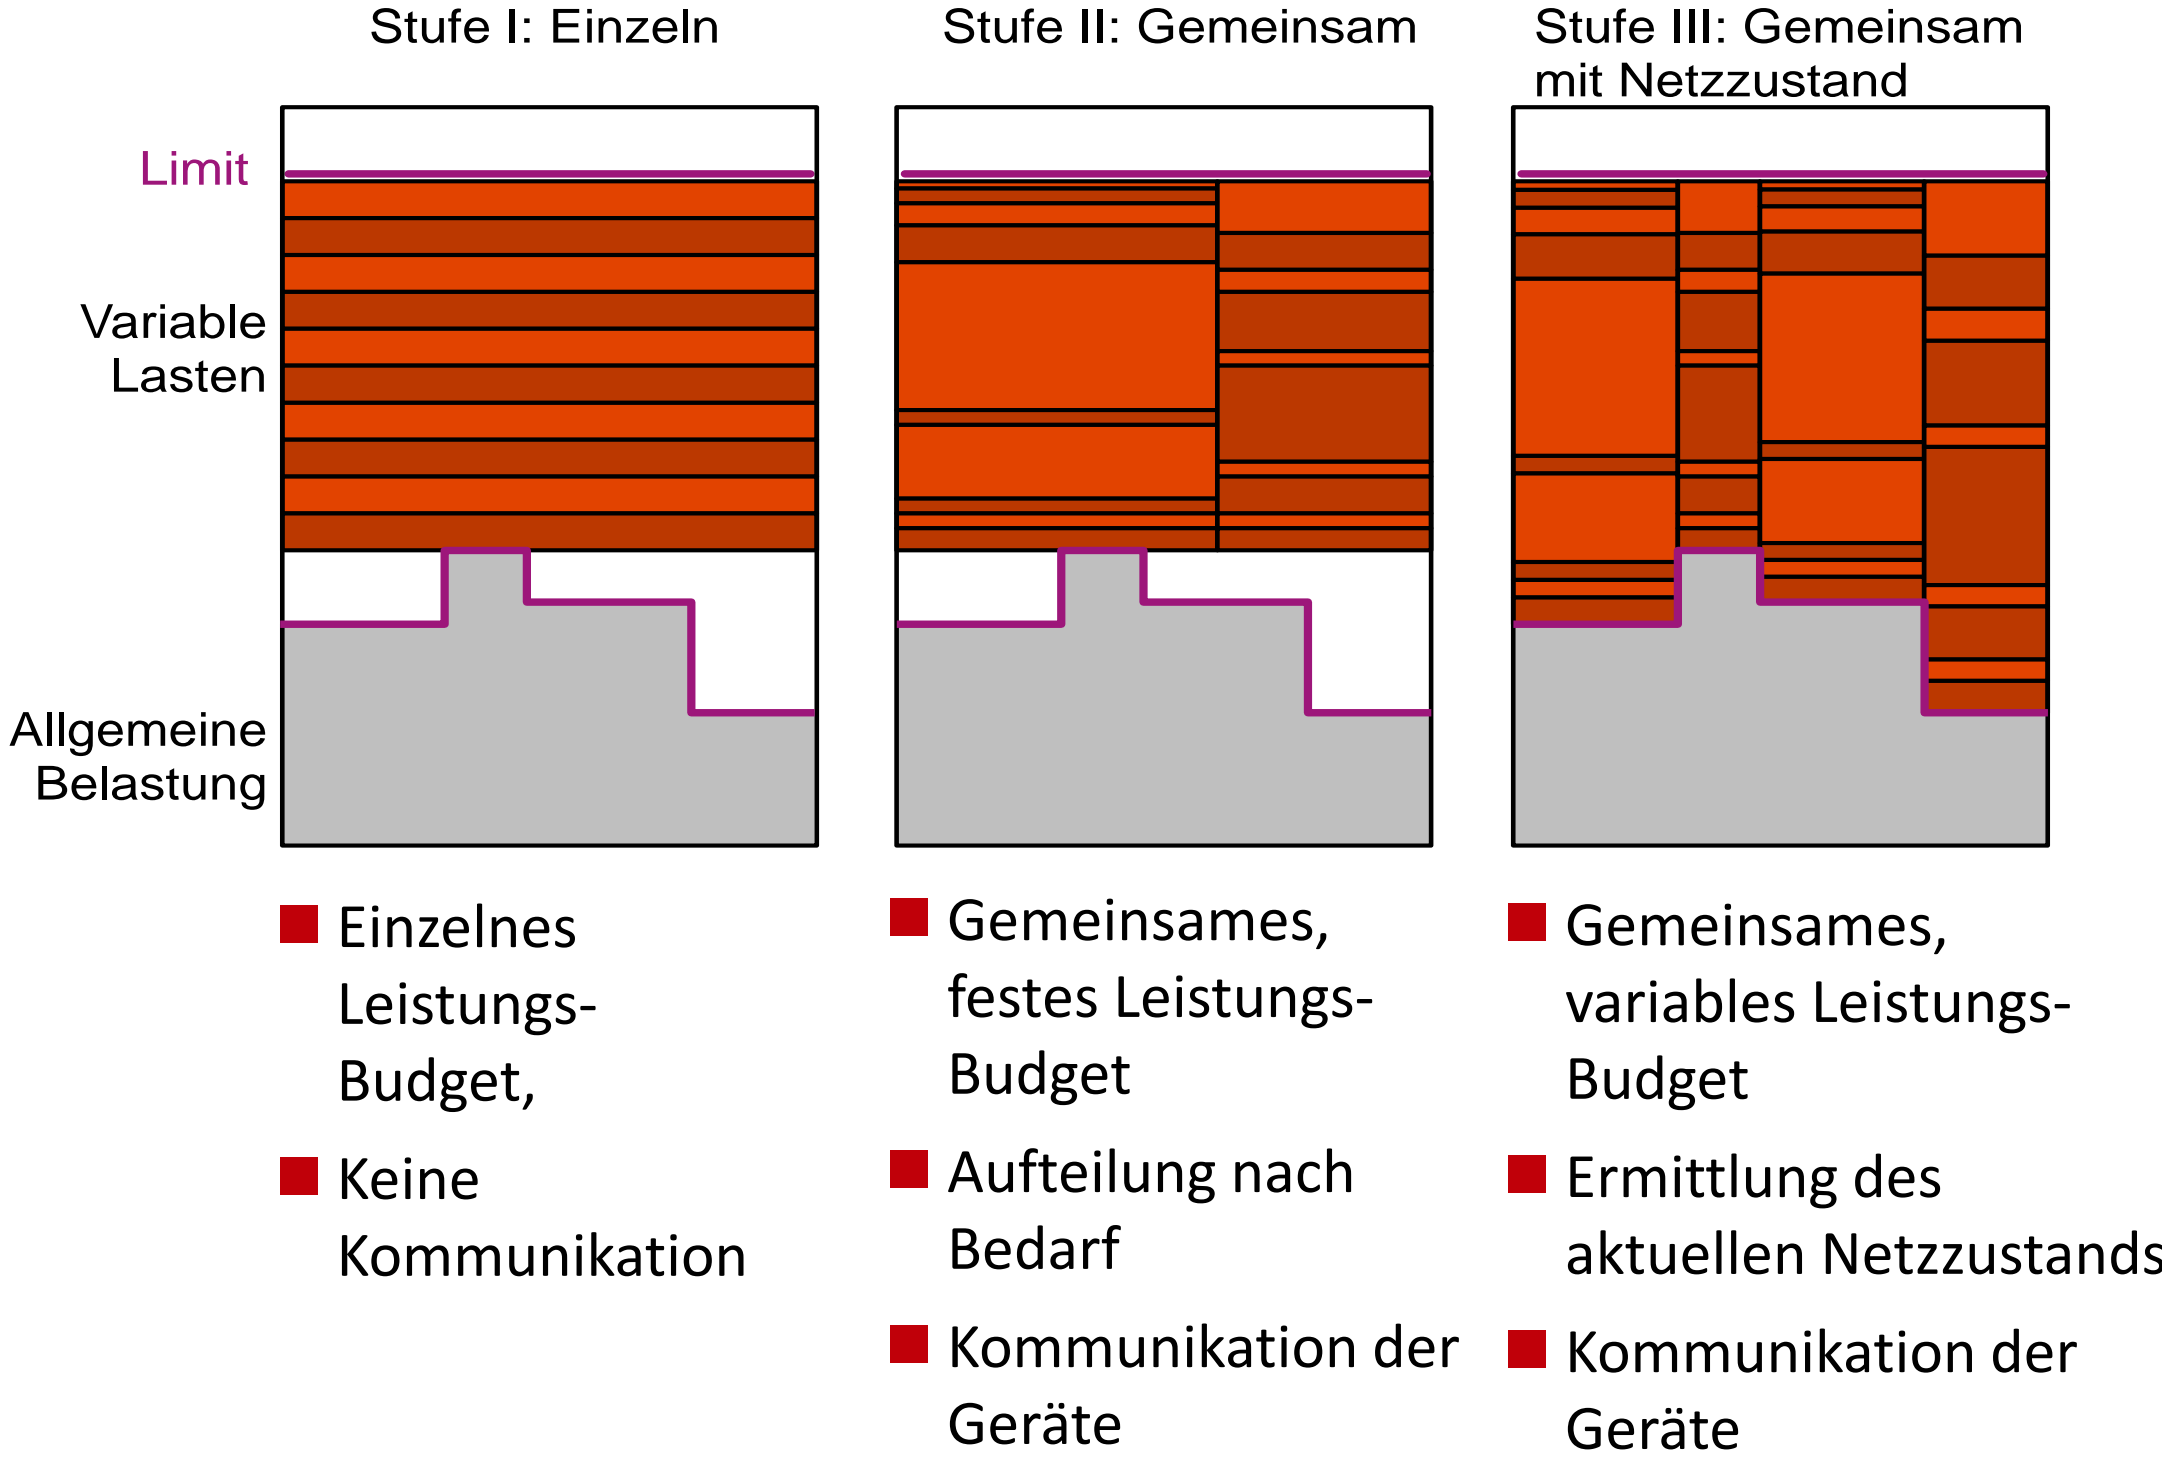 Stufe I: Einzeln
Stufe II: Gemeinsam
Stufe III: Gemeinsam
mit Netzzustand
Limit
Variable
Lasten
Allgemeine
Belastung
Einzelnes
Leistungs-
Budget,
Keine
Kommunikation
Gemeinsames,
festes Leistungs-
Budget
Aufteilung nach
Bedarf
Kommunikation der
Geräte
Gemeinsames,
variables Leistungs-
Budget
Ermittlung des
aktuellen Netzzustands
Kommunikation der
Geräte